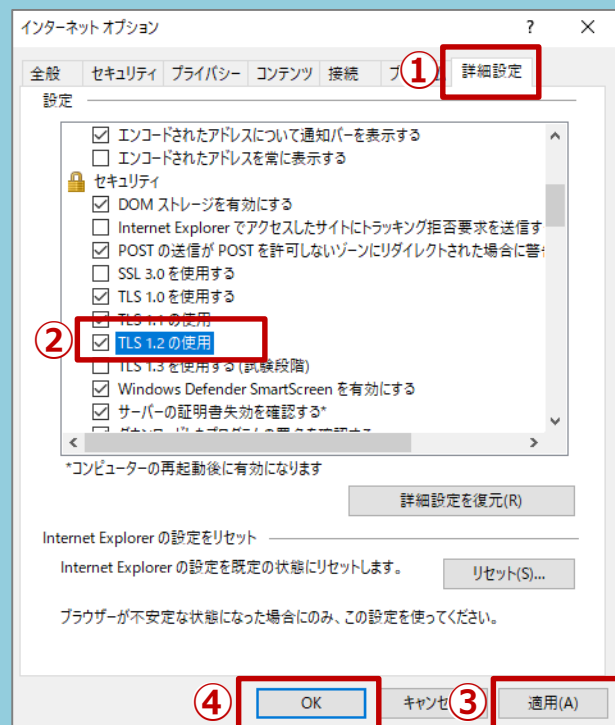 インターネット オプション ? ×
全般 セキュリティ プライバシー コンテンツ 接続 プ ① 詳細設定
設定
エンコードされたアドレスについて通知バーを表示する
エンコードされたアドレスを常に表示する
セキュリティ
DOM ストレージを有効にする
Internet Explorer でアクセスしたサイトにトラッキング拒否要求を送信す
POST の送信が POST を許可しないゾーンにリダイレクトされた場合に警
SSL 3.0 を使用する
TLS 1.0 を使用する
TLS 1.1 の使用
② TLS 1.2 の使用
TLS 1.3 を使用する (試験段階)
Windows Defender SmartScreen を有効にする
サーバーの証明書失効を確認する*
*コンピューターの再起動後に有効になります
詳細設定を復元(R)
Internet Explorer の設定をリセット
Internet Explorer の設定を既定の状態にリセットします。
リセット(S)...
ブラウザーが不安定な状態になった場合にのみ、この設定を使ってください。
④ OK キャンセ ③ 適用(A)